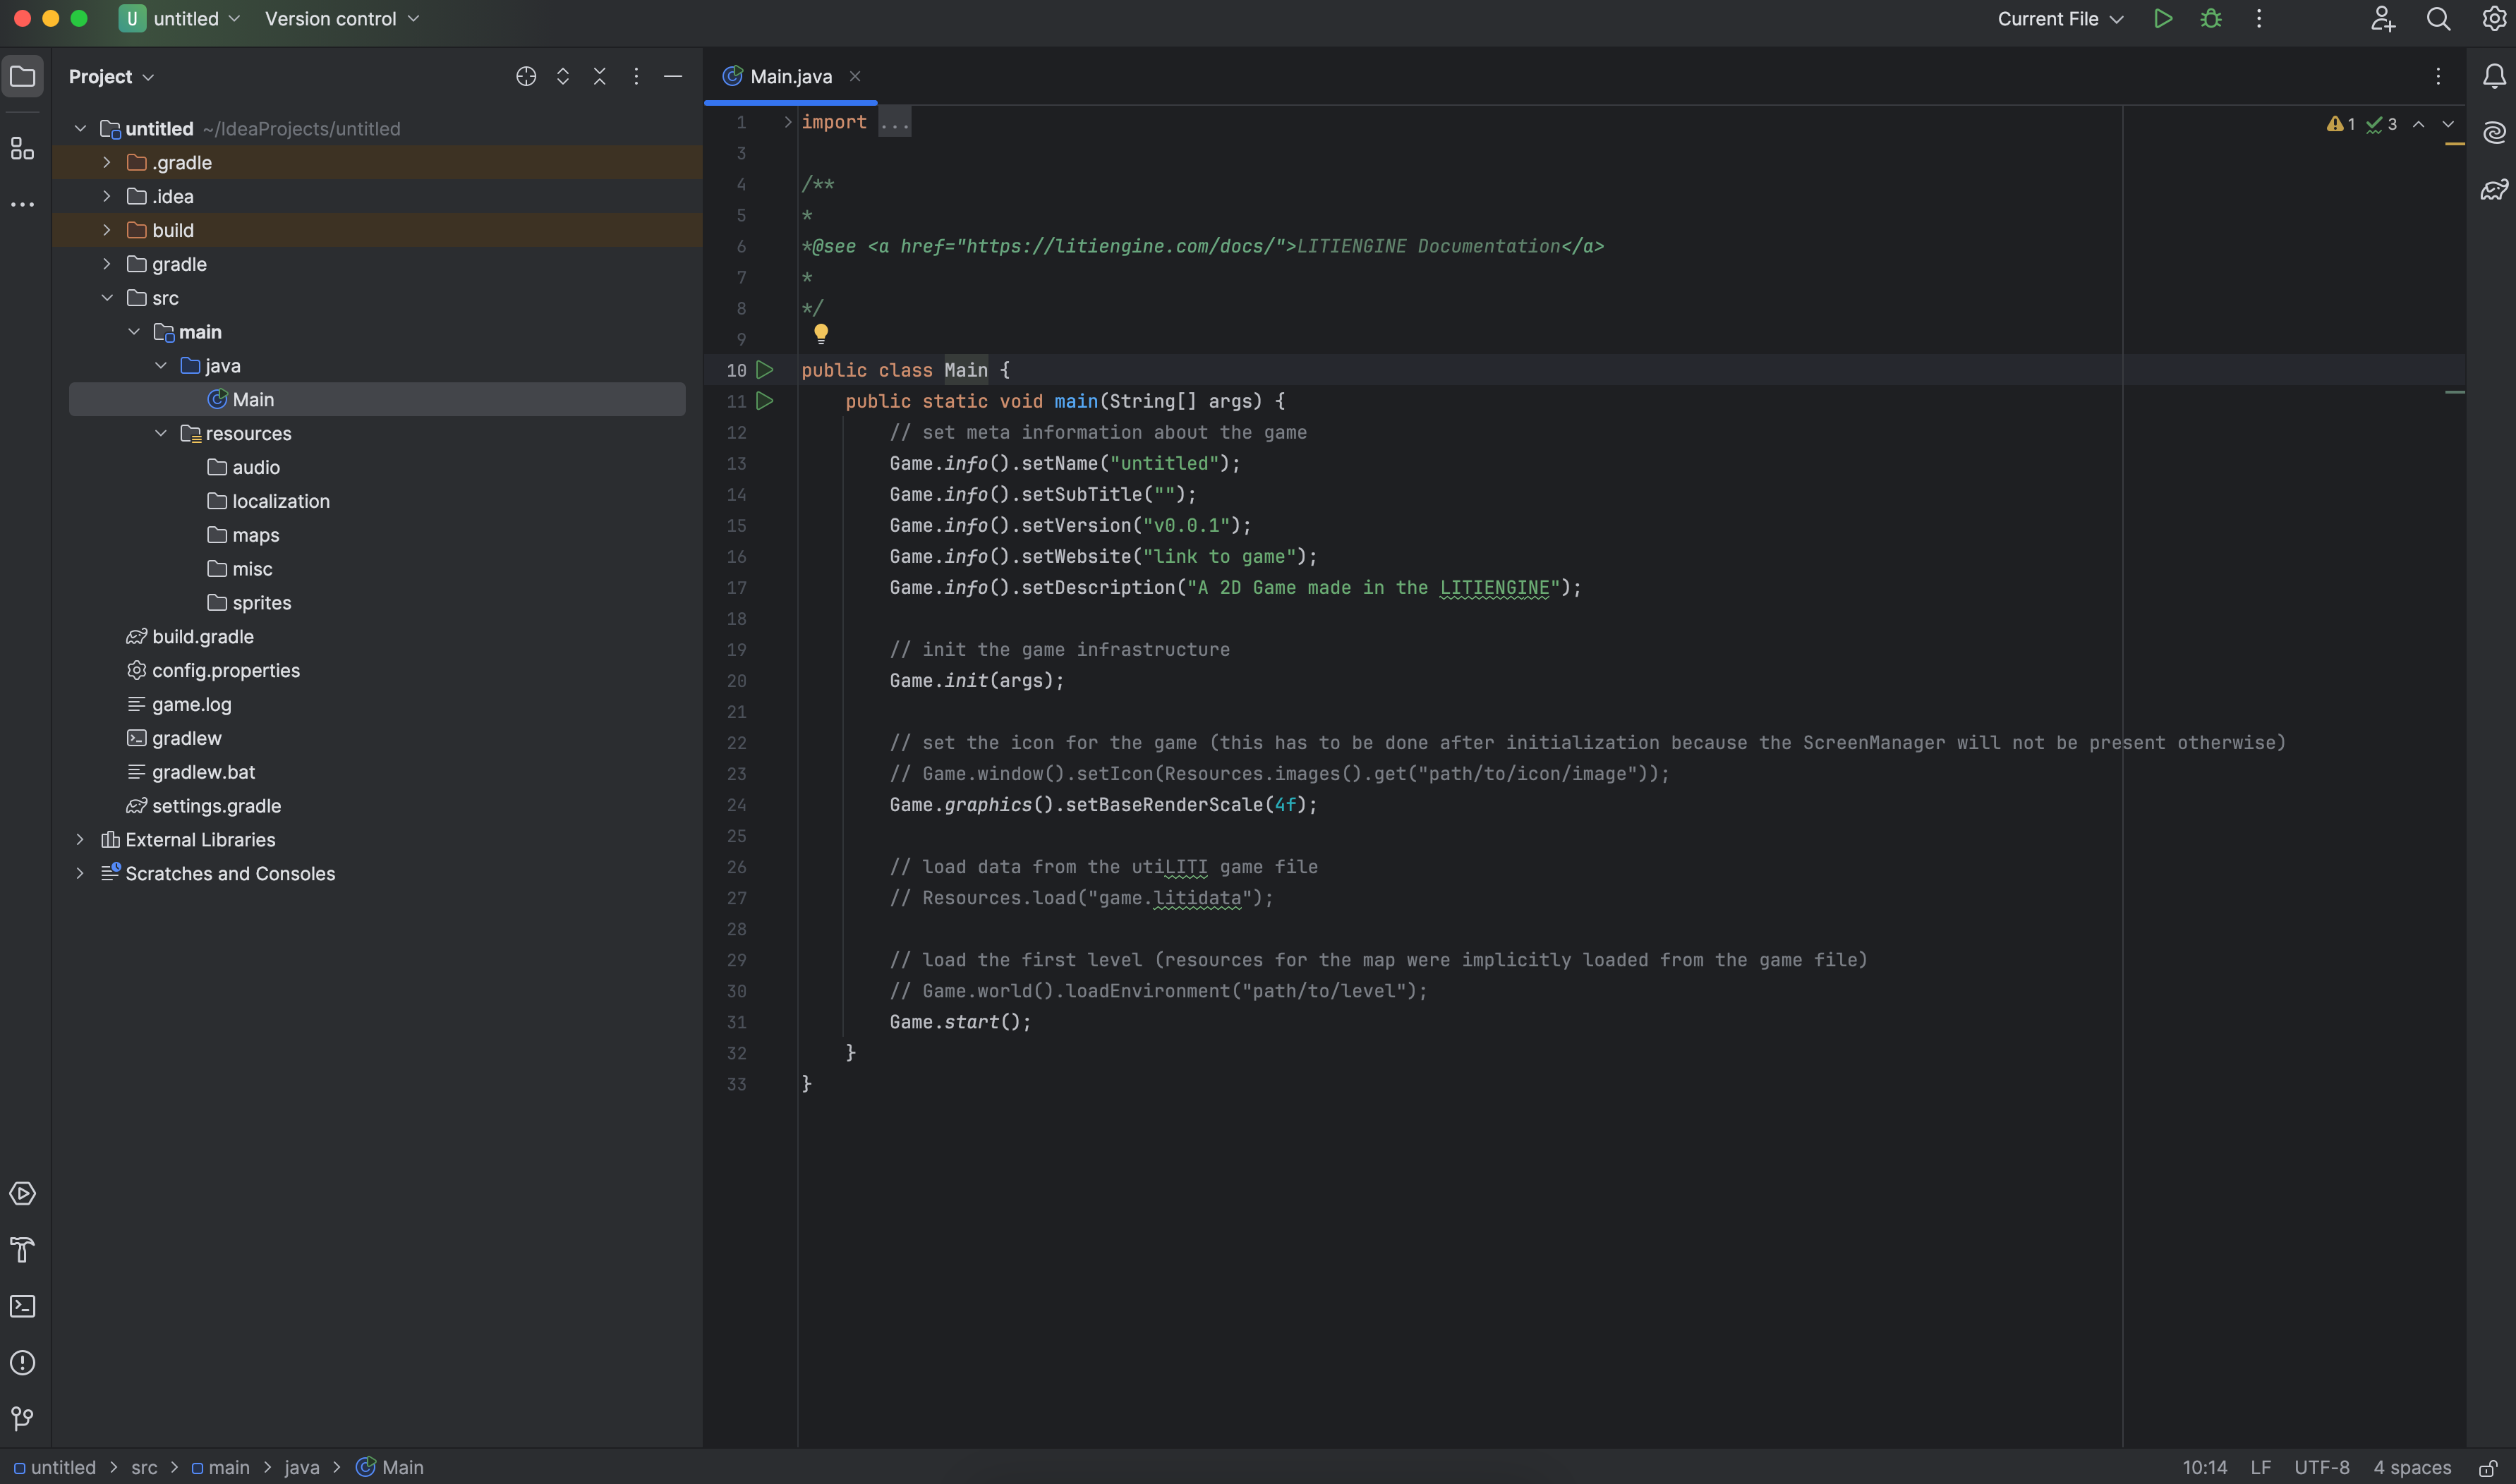 U untitled Version control Current File
Project
Main.java
untitled ~/IdeaProjects/untitled
.gradle
.idea
build
gradle
src
main
java
Main
resources
audio
localization
maps
misc
sprites
build.gradle
config.properties
game.log
gradlew
gradlew.bat
settings.gradle
External Libraries
Scratches and Consoles
1 import ...
1 3
3
4 /**
5 *
6 *@see <a href="https://litiengine.com/docs/">LITIENGINE Documentation</a>
7 *
8 */
9
10 public class Main {
11 public static void main(String[] args) {
12 // set meta information about the game
13 Game.info().setName("untitled");
14 Game.info().setSubTitle("");
15 Game.info().setVersion("v0.0.1");
16 Game.info().setWebsite("link to game");
17 Game.info().setDescription("A 2D Game made in the LITIENGINE");
18
19 // init the game infrastructure
20 Game.init(args);
21
22 // set the icon for the game (this has to be done after initialization because the ScreenManager will not be present otherwise)
23 // Game.window().setIcon(Resources.images().get("path/to/icon/image"));
24 Game.graphics().setBaseRenderScale(4f);
25
26 // load data from the utiLITI game file
27 // Resources.load("game.litidata");
28
29 // load the first level (resources for the map were implicitly loaded from the game file)
30 // Game.world().loadEnvironment("path/to/level");
31 Game.start();
32 }
33 }
untitled > src > main > java > Main
10:14 LF UTF-8 4 spaces